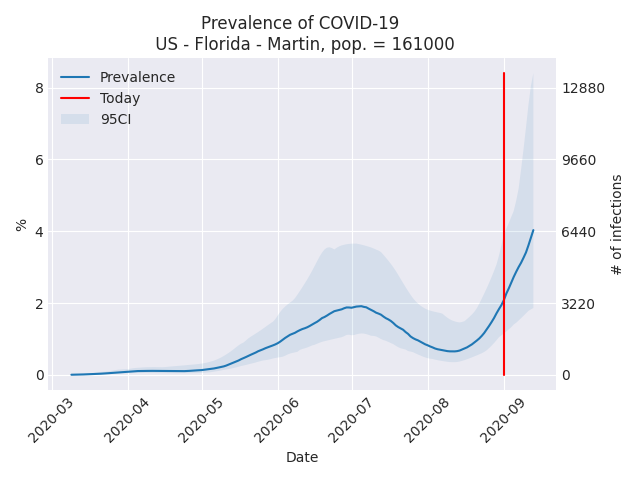 Prevalence of COVID-19
US - Florida - Martin, pop. = 161000
Prevalence
Today
95CI
8
6
4
2
0
%
12880
9660
6440
3220
0
# of infections
2020-03
2020-04
2020-05
2020-06
2020-07
2020-08
2020-09
Date